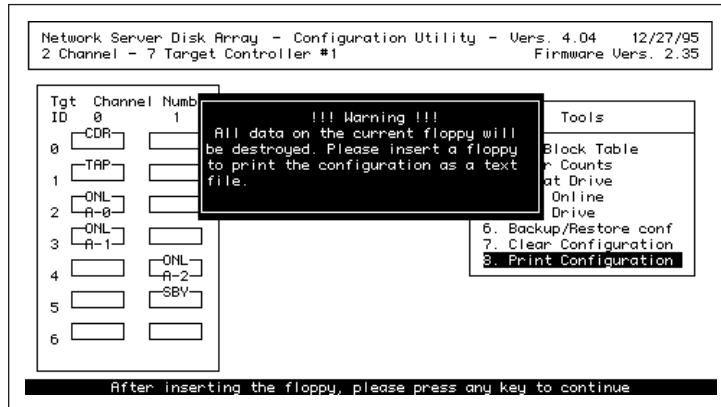 Network Server Disk Array - Configuration Utility - Vers. 4.04 12/27/95
2 Channel - 7 Target Controller #1 Firmware Vers. 2.35
Tgt Channel Numb
ID 0 1
0 CDR
1 TAP
2 ONL A-0
3 ONL A-1
4 ONL A-2
5 SBY
6
!!! Warning !!!
All data on the current floppy will
be destroyed. Please insert a floppy
to print the configuration as a text
file.
Tools
Block Table
Counts
Drive
Online
Drive
6. Backup/Restore conf
7. Clear Configuration
8. Print Configuration
After inserting the floppy, please press any key to continue